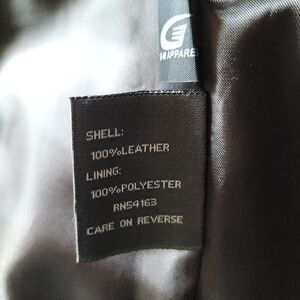 SHELL:
100%LEATHER
LINING:
100%POLYESTER
RN54163
CARE ON REVERSE